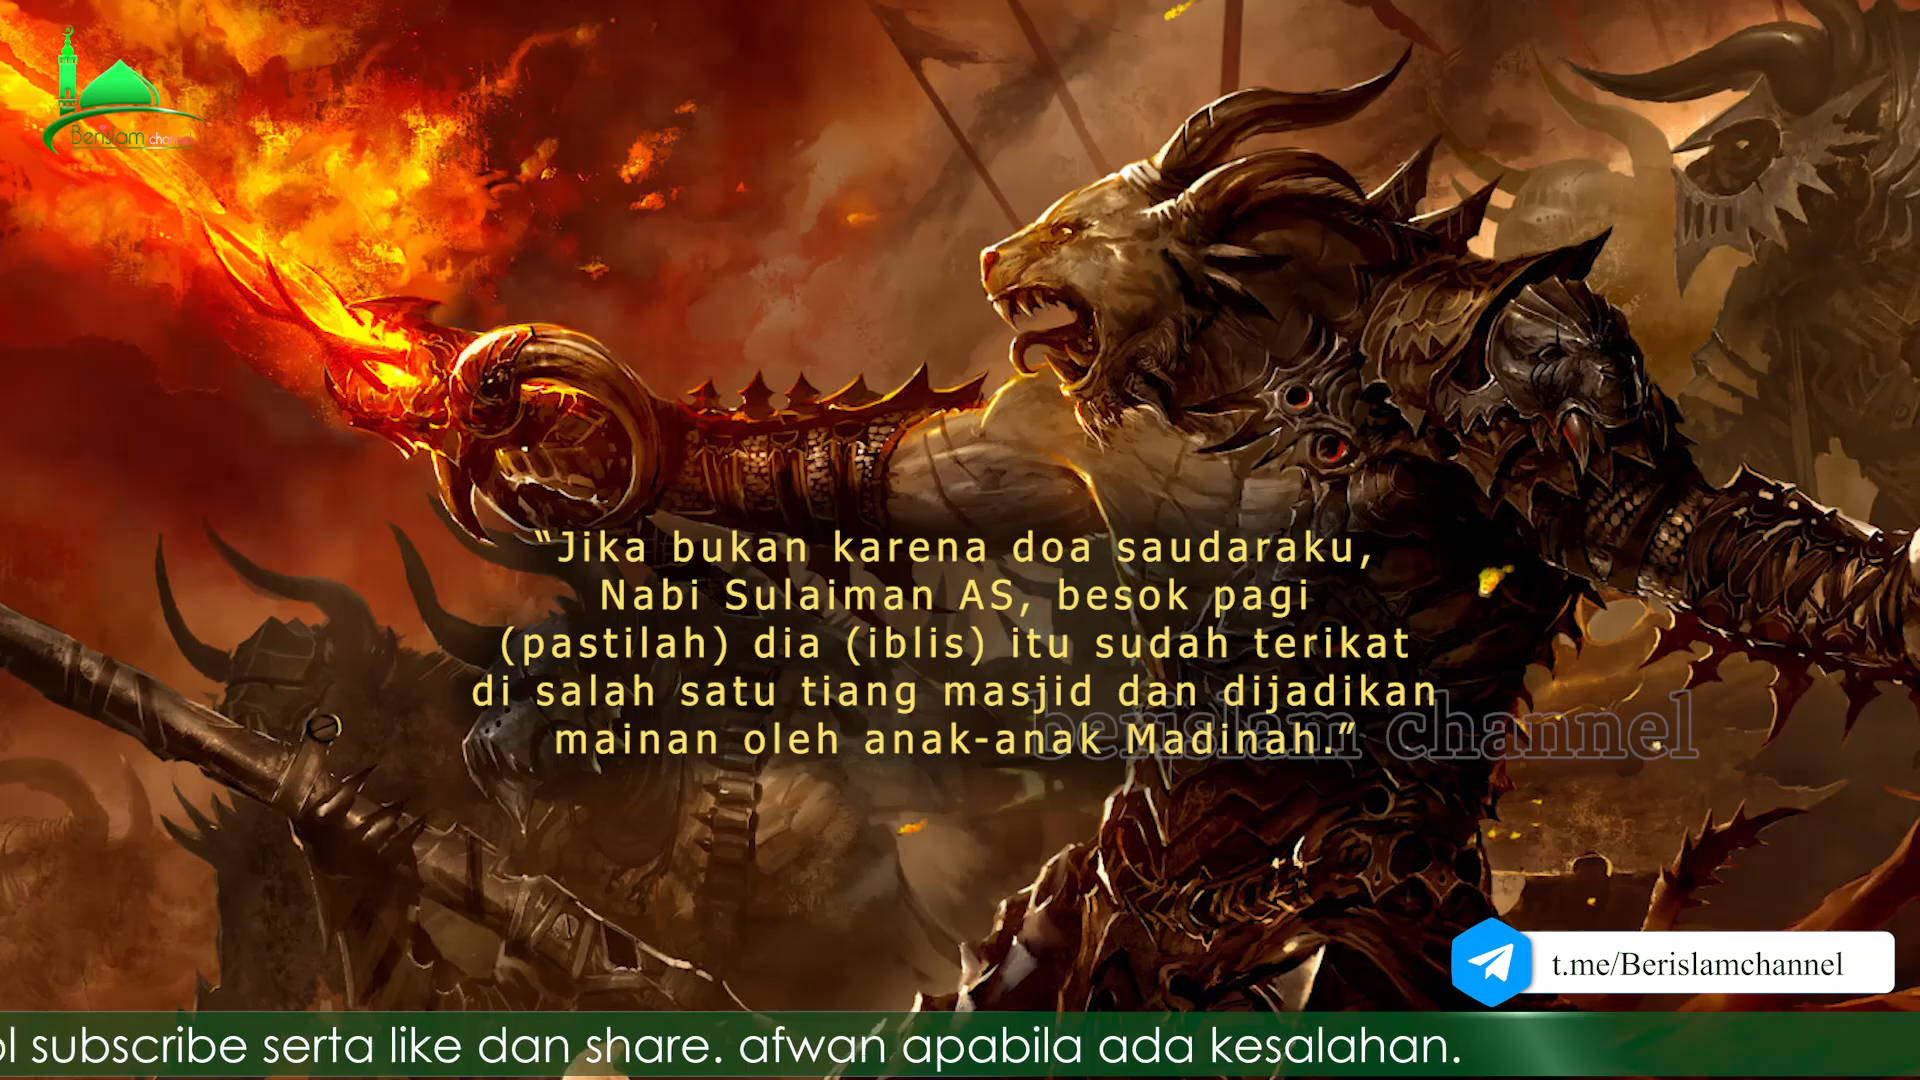 Berislam channel
“Jika bukan karena doa saudaraku,
Nabi Sulaiman AS, besok pagi
(pastilah) dia (iblis) itu sudah terikat
di salah satu tiang masjid dan dijadikan
mainan oleh anak-anak Madinah.”
berislam channel
t.me/Berislamchannel
subscribe serta like dan share. afwan apabila ada kesalahan.